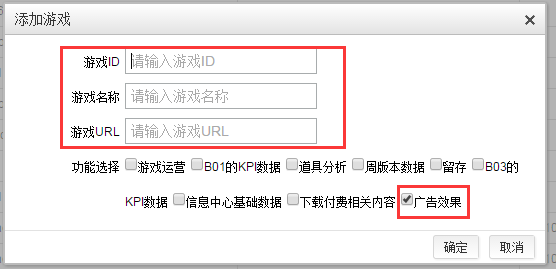 添加游戏
游戏ID 请输入游戏ID
游戏名称 请输入游戏名称
游戏URL 请输入游戏URL
功能选择 游戏运营 B01的KPI数据 道具分析 周版本数据 留存 B03的
KPI数据 信息中心基础数据 下载付费相关内容 广告效果
确定 取消